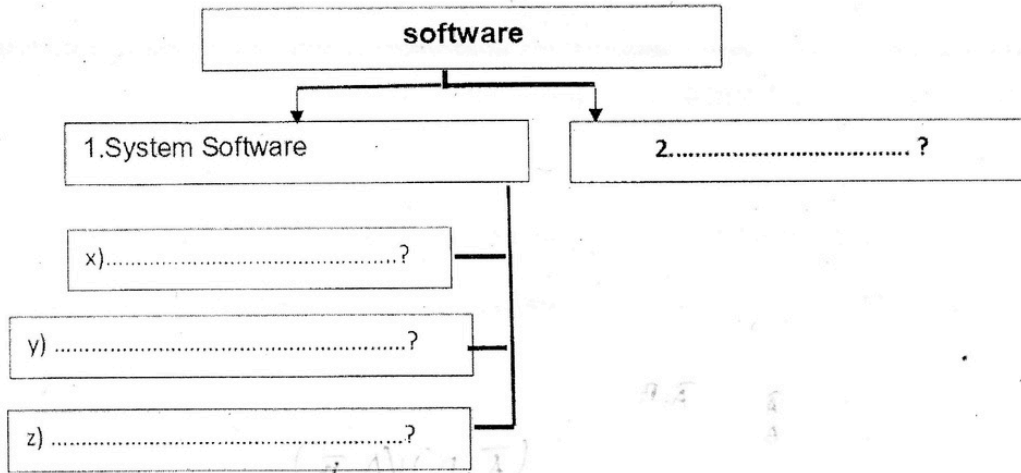 software
1.System Software
2.................................... ?
x)...............................................?
y) .........................................................?
z) .........................................................?